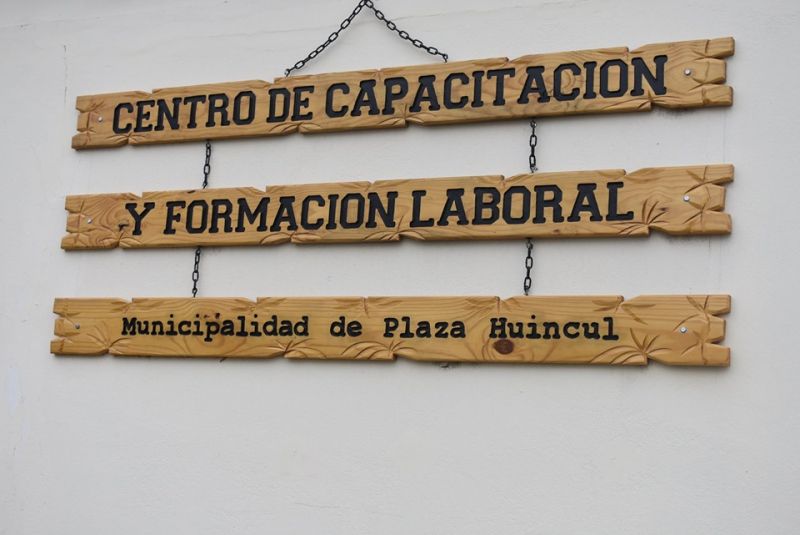 CENTRO DE CAPACITACION
Y FORMACION LABORAL
Municipalidad de Plaza Huincul